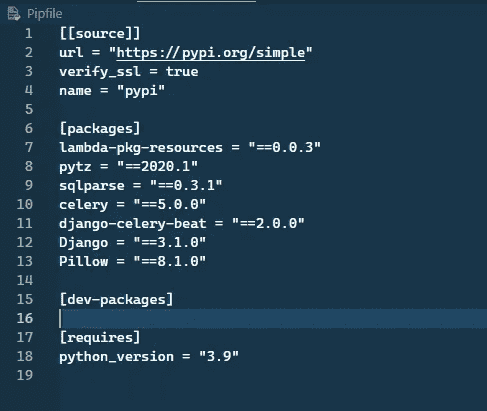 Pipfile
1 [[source]]
2 url = "https://pypi.org/simple"
3 verify_ssl = true
4 name = "pypi"
5
6 [packages]
7 lambda-pkg-resources = "==0.0.3"
8 pytz = "==2020.1"
9 sqlparse = "==0.3.1"
10 celery = "==5.0.0"
11 django-celery-beat = "==2.0.0"
12 Django = "==3.1.0"
13 Pillow = "==8.1.0"
14
15 [dev-packages]
16
17 [requires]
18 python_version = "3.9"
19